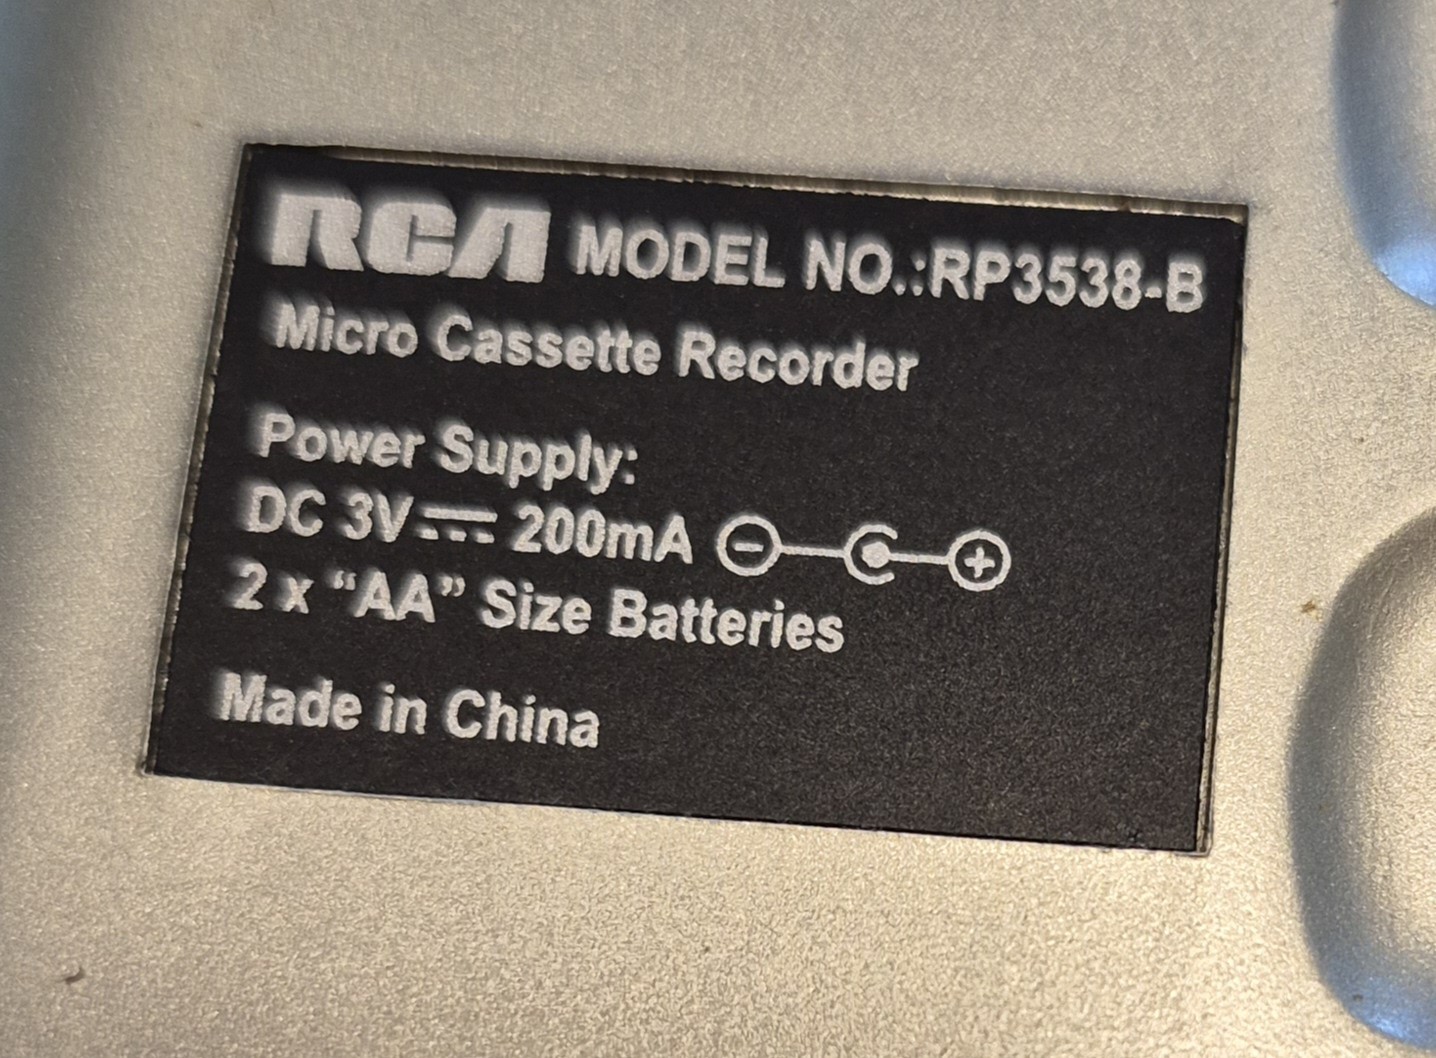 RCA MODEL NO.:RP3538-B
Micro Cassette Recorder
Power Supply:
DC 3V⎓ 200mA
2 x “AA” Size Batteries
Made in China